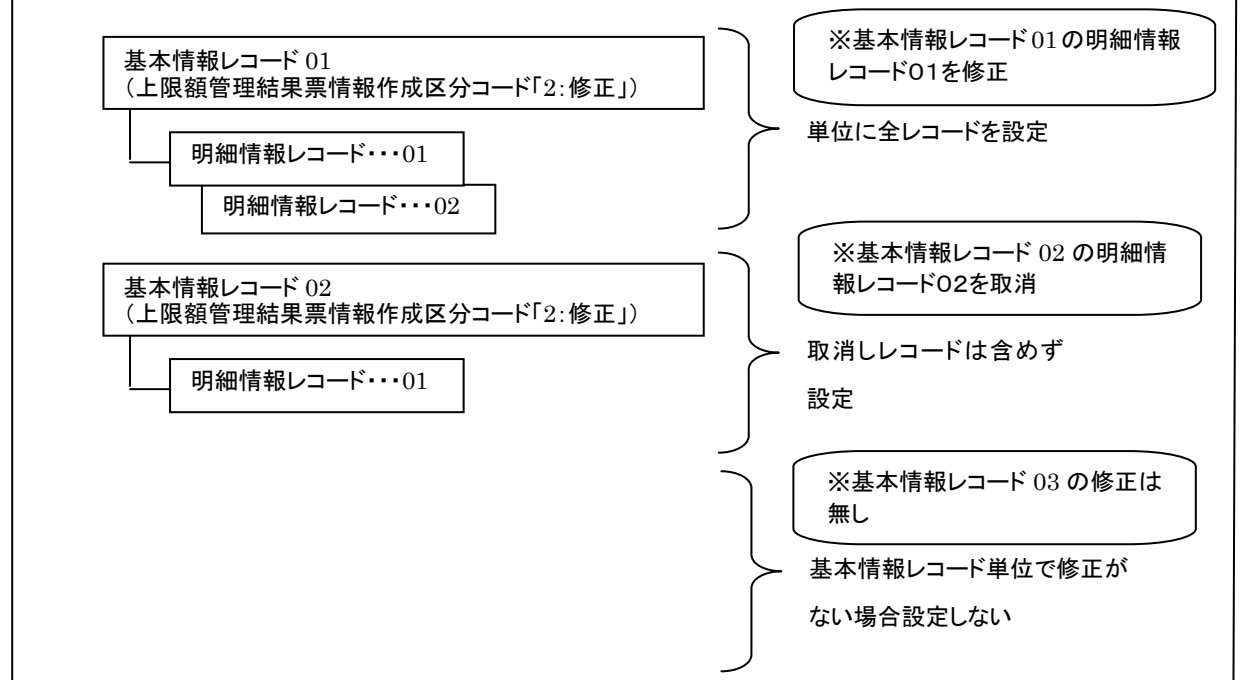 基本情報レコード 01
（上限額管理結果票情報作成区分コード「2：修正」）
明細情報レコード・・・01
明細情報レコード・・・02
※基本情報レコード 01 の明細情報
レコード０１を修正
単位に全レコードを設定
基本情報レコード 02
（上限額管理結果票情報作成区分コード「2：修正」）
明細情報レコード・・・01
※基本情報レコード 02 の明細情
報レコード０２を取消
取消しレコードは含めず
設定
※基本情報レコード 03 の修正は
無し
基本情報レコード単位で修正が
ない場合設定しない